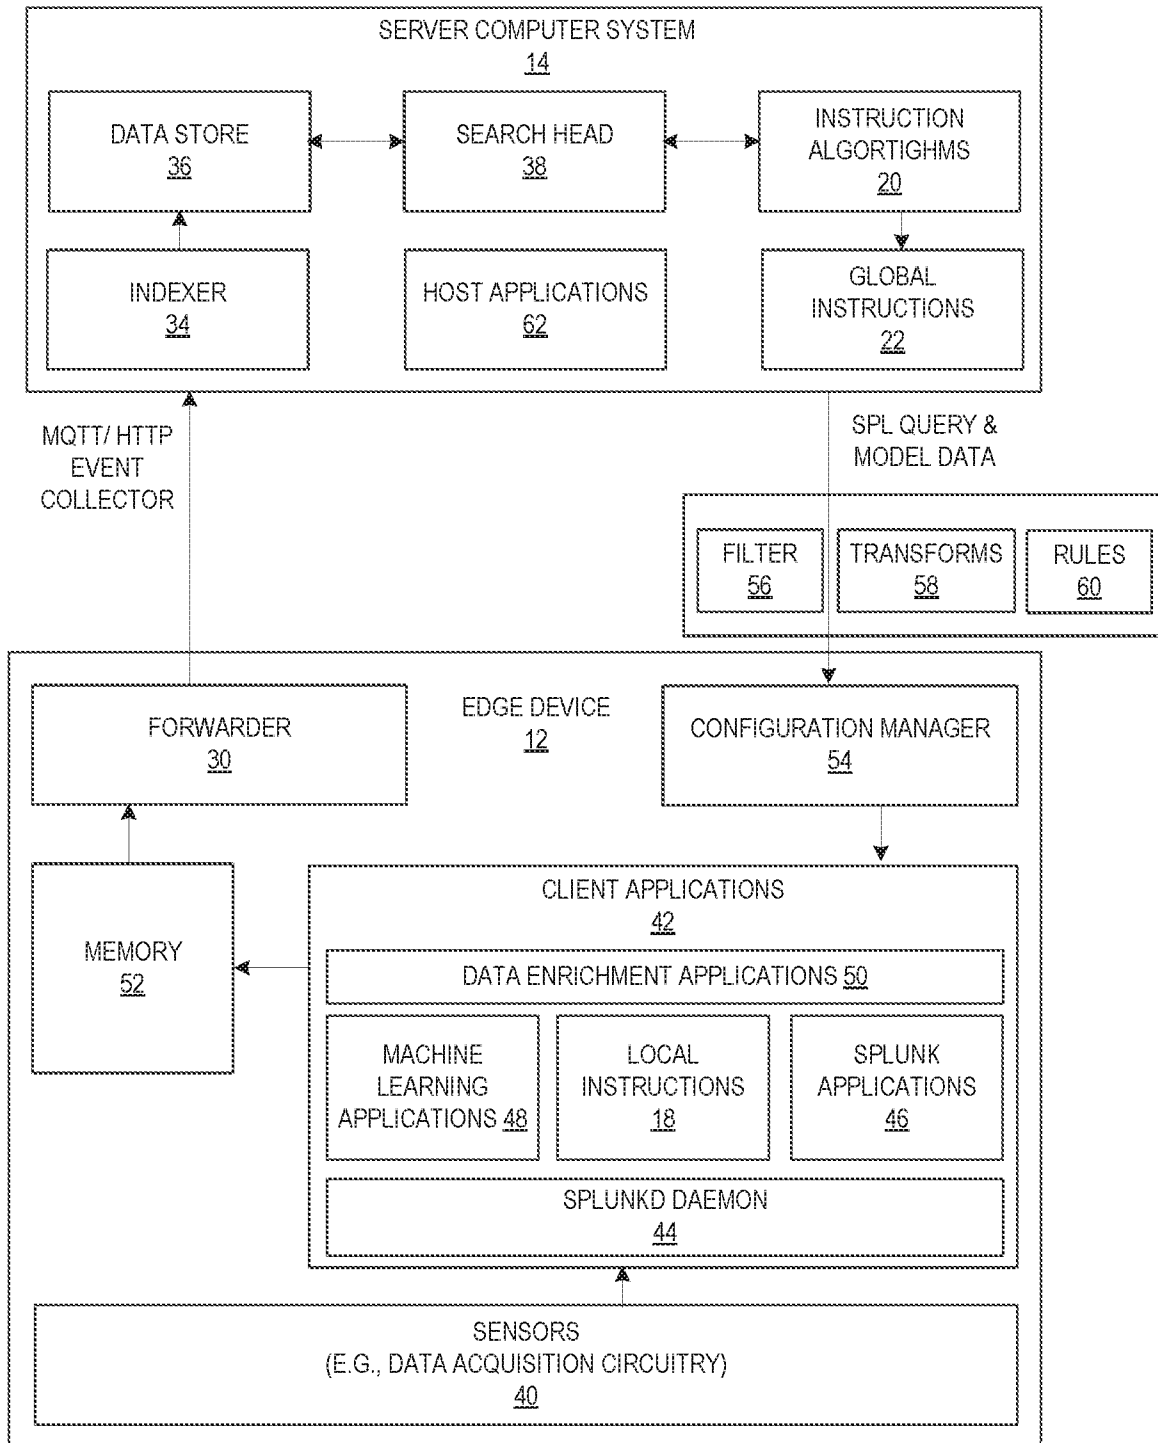 SERVER COMPUTER SYSTEM
14
DATA STORE
36
SEARCH HEAD
38
INSTRUCTION
ALGORTIGHMS
20
INDEXER
34
HOST APPLICATIONS
62
GLOBAL
INSTRUCTIONS
22
MQTT/ HTTP
EVENT
COLLECTOR
SPL QUERY &
MODEL DATA
FILTER
56
TRANSFORMS
58
RULES
60
FORWARDER
30
EDGE DEVICE
12
CONFIGURATION MANAGER
54
MEMORY
52
CLIENT APPLICATIONS
42
DATA ENRICHMENT APPLICATIONS 50
MACHINE
LEARNING
APPLICATIONS 48
LOCAL
INSTRUCTIONS
18
SPLUNK
APPLICATIONS
46
SPLUNKD DAEMON
44
SENSORS
(E.G., DATA ACQUISITION CIRCUITRY)
40